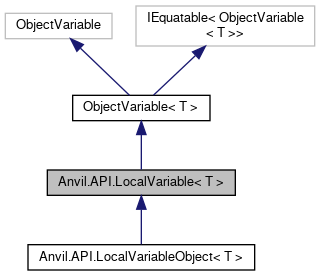 ObjectVariable
IEquatable< ObjectVariable
< T >>
ObjectVariable< T >
Anvil.API.LocalVariable< T >
Anvil.API.LocalVariableObject< T >